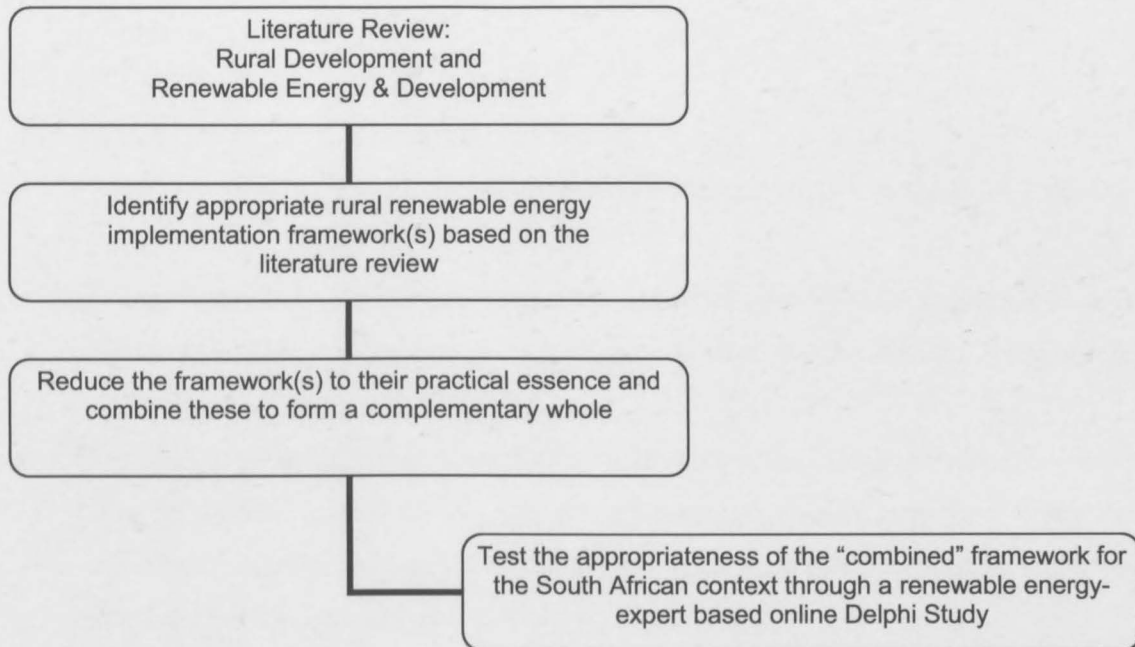 Literature Review:
Rural Development and
Renewable Energy & Development
Identify appropriate rural renewable energy
implementation framework(s) based on the
literature review
Reduce the framework(s) to their practical essence and
combine these to form a complementary whole
Test the appropriateness of the “combined” framework for
the South African context through a renewable energy-
expert based online Delphi Study